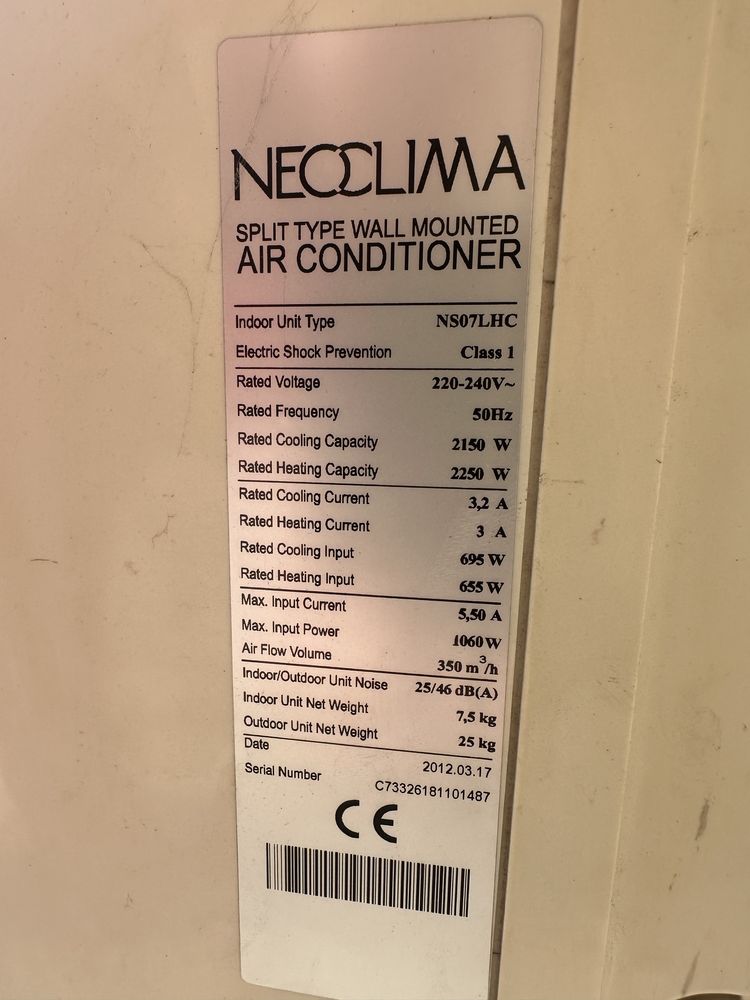 NEOCLIMA
SPLIT TYPE WALL MOUNTED
AIR CONDITIONER
Indoor Unit Type NS07LHC
Electric Shock Prevention Class 1
Rated Voltage 220-240V~
Rated Frequency 50Hz
Rated Cooling Capacity 2150 W
Rated Heating Capacity 2250 W
Rated Cooling Current 3,2 A
Rated Heating Current 3 A
Rated Cooling Input 695 W
Rated Heating Input 655 W
Max. Input Current 5,50 A
Max. Input Power 1060 W
Air Flow Volume 350 m³/h
Indoor/Outdoor Unit Noise 25/46 dB(A)
Indoor Unit Net Weight 7,5 kg
Outdoor Unit Net Weight 25 kg
Date 2012.03.17
Serial Number C73326181101487
CE